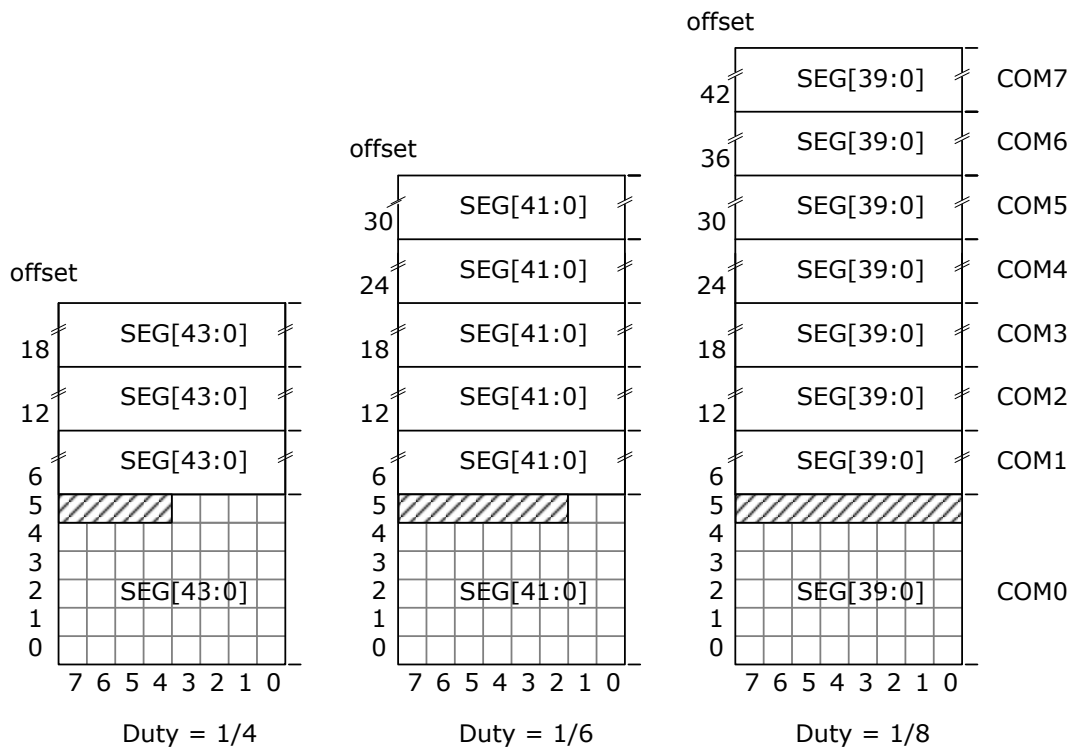 offset
42 SEG[39:0] COM7
36 SEG[39:0] COM6
offset
30 SEG[41:0] 30 SEG[39:0] COM5
24 SEG[41:0] 24 SEG[39:0] COM4
offset
18 SEG[43:0] 18 SEG[41:0] 18 SEG[39:0] COM3
12 SEG[43:0] 12 SEG[41:0] 12 SEG[39:0] COM2
6 SEG[43:0] 6 SEG[41:0] 6 SEG[39:0] COM1
5 5 5
4 4 4
3 3 3
2 SEG[43:0] 2 SEG[41:0] 2 SEG[39:0] COM0
1 1 1
0 0 0
7 6 5 4 3 2 1 0 7 6 5 4 3 2 1 0 7 6 5 4 3 2 1 0
Duty = 1/4 Duty = 1/6 Duty = 1/8